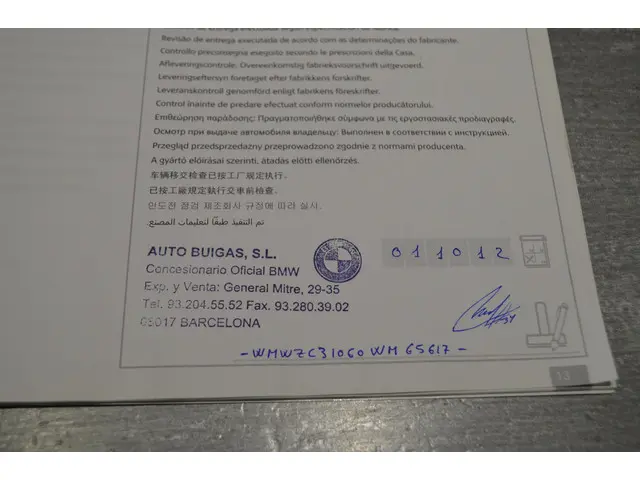 Revisão de entrega executada de acordo com as determinações do fabricante.
Controllo preconsegna eseguito secondo le prescrizioni della Casa.
Afleveringscontrole. Overeenkomstig fabrieksvoorschrift uitgevoerd.
Leveringseftersyn foretaget efter fabrikkens forskrifter.
Leveranskontroll genomförd enligt fabrikens föreskrifter.
Control înainte de predare efectuat conform normelor producătorului.
Επιθεώρηση παράδοσης: Πραγματοποιήθηκε σύμφωνα με τις εργοστασιακές προδιαγραφές.
Осмотр при выдаче автомобиля владельцу: Выполнен в соответствии с инструкцией.
Przegląd przedsprzedażny przeprowadzono zgodnie z normami producenta.
A gyártó előírásai szerinti, átadás előtti ellenőrzés.
车辆移交检查已按工厂规定执行。
已按工廠規定執行交車前檢查。
인도전 점검 제조회사 규정에 따라 실시.
تم التنفيذ طبقًا لتعليمات المصنع.
AUTO BUIGAS, S.L.
Concesionario Oficial BMW
Exp. y Venta: General Mitre, 29-35
Tel. 93.204.55.52 Fax. 93.280.39.02
08017 BARCELONA
BMW
011012
-WMWZC31060WM65617-
13